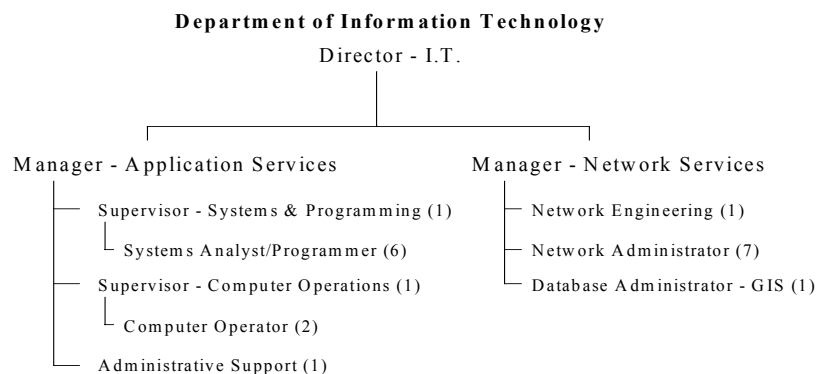 Department of Information Technology
Director - I.T.
Manager - Application Services
Manager - Network Services
Supervisor - Systems & Programming (1)
Systems Analyst/Programmer (6)
Supervisor - Computer Operations (1)
Computer Operator (2)
Administrative Support (1)
Network Engineering (1)
Network Administrator (7)
Database Administrator - GIS (1)